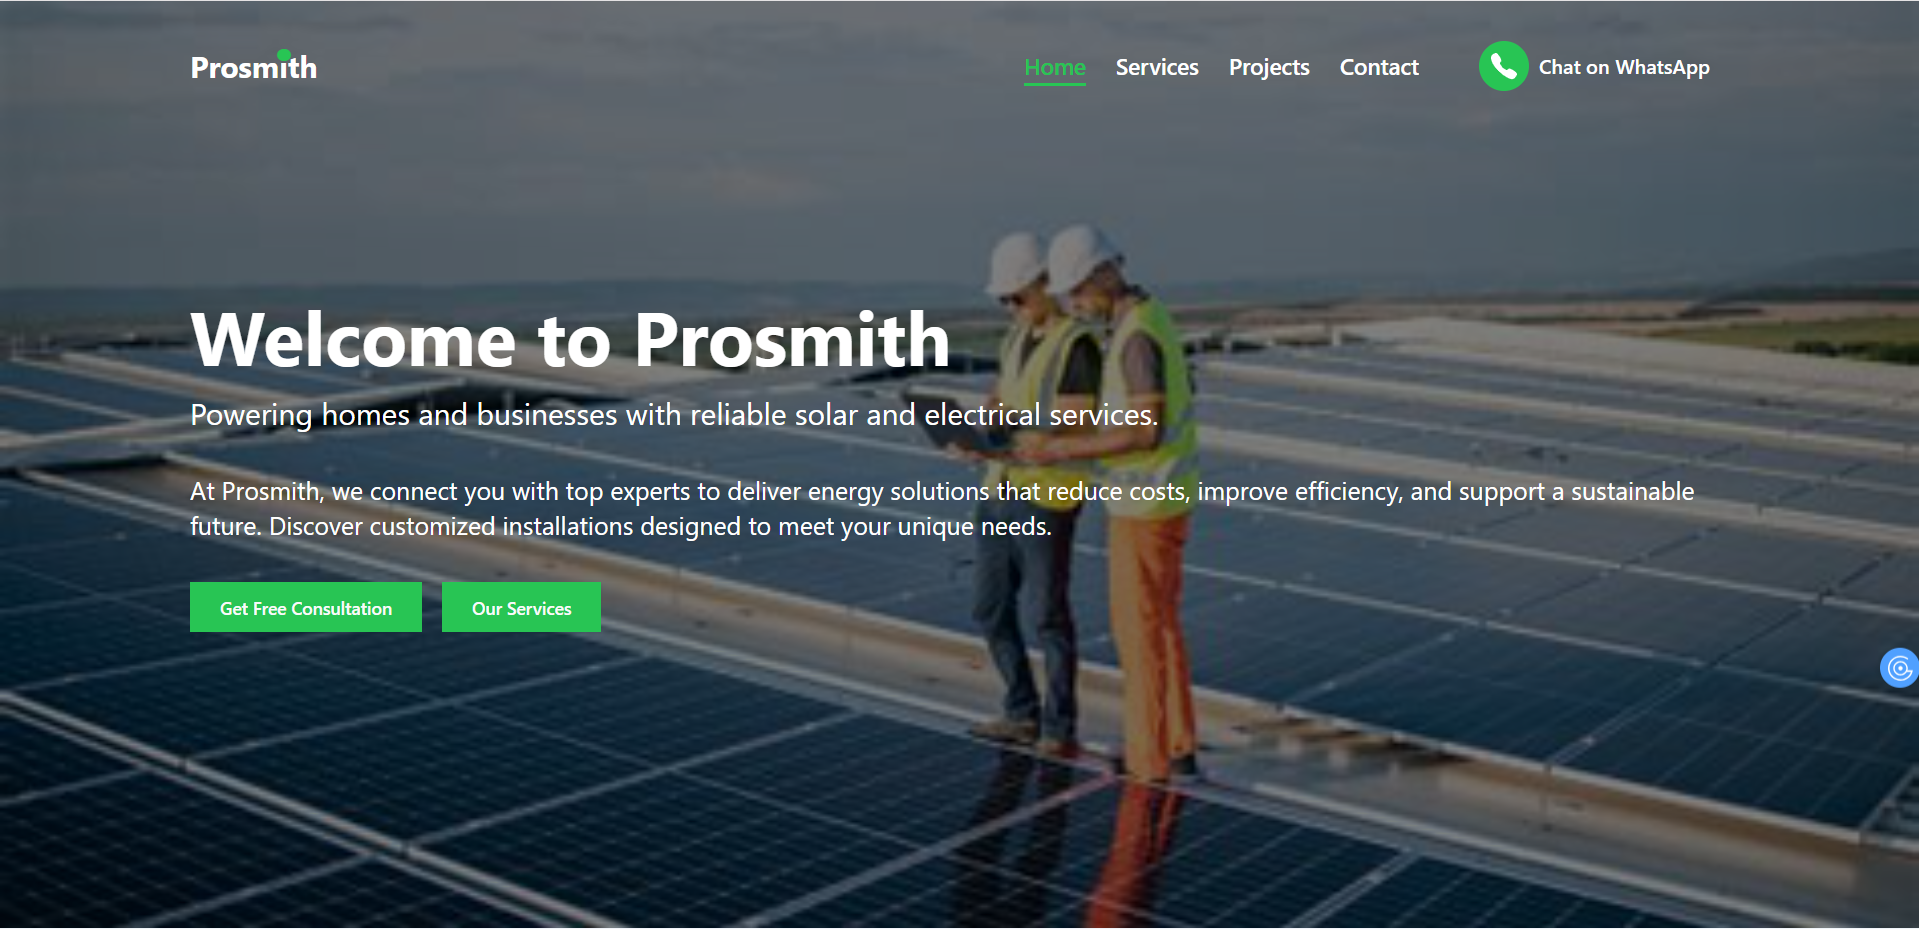 Prosmith
Home Services Projects Contact Chat on WhatsApp
Welcome to Prosmith
Powering homes and businesses with reliable solar and electrical services.
At Prosmith, we connect you with top experts to deliver energy solutions that reduce costs, improve efficiency, and support a sustainable
future. Discover customized installations designed to meet your unique needs.
Get Free Consultation Our Services